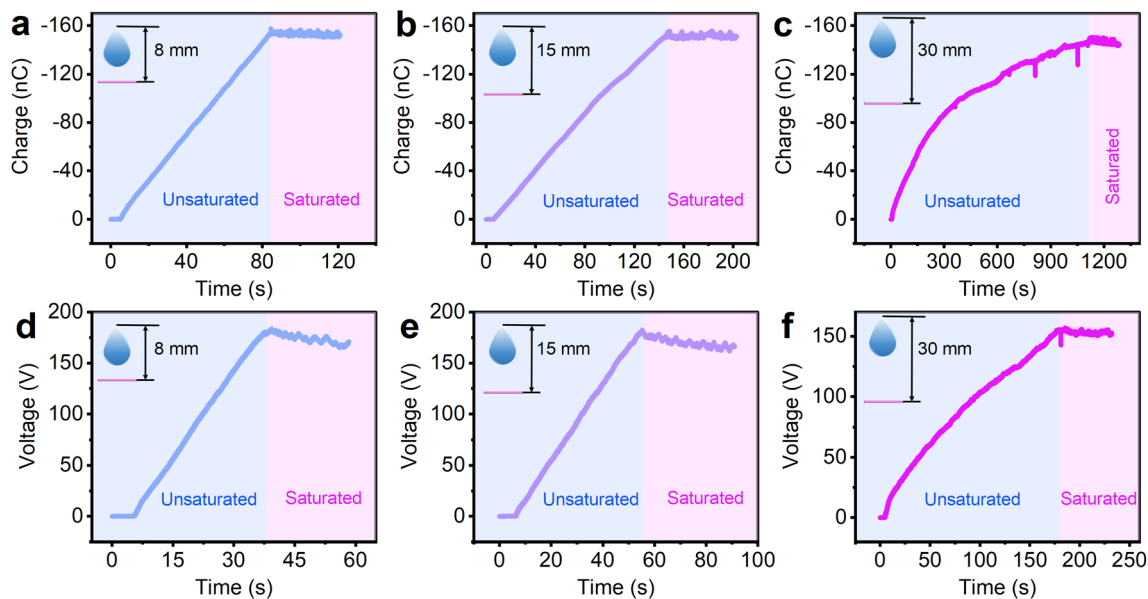 a
-160
-120
-80
-40
0
Charge (nC)
8 mm
Unsaturated
Saturated
0
40
80
120
Time (s)
b
-160
-120
-80
-40
0
Charge (nC)
15 mm
Unsaturated
Saturated
0
40
80
120
160
200
Time (s)
c
-160
-120
-80
-40
0
Charge (nC)
30 mm
Unsaturated
Saturated
0
300
600
900
1200
Time (s)
d
200
150
100
50
0
Voltage (V)
8 mm
Unsaturated
Saturated
0
15
30
45
60
Time (s)
e
200
150
100
50
0
Voltage (V)
15 mm
Unsaturated
Saturated
0
20
40
60
80
100
Time (s)
f
150
100
50
0
Voltage (V)
30 mm
Unsaturated
Saturated
0
50
100
150
200
250
Time (s)